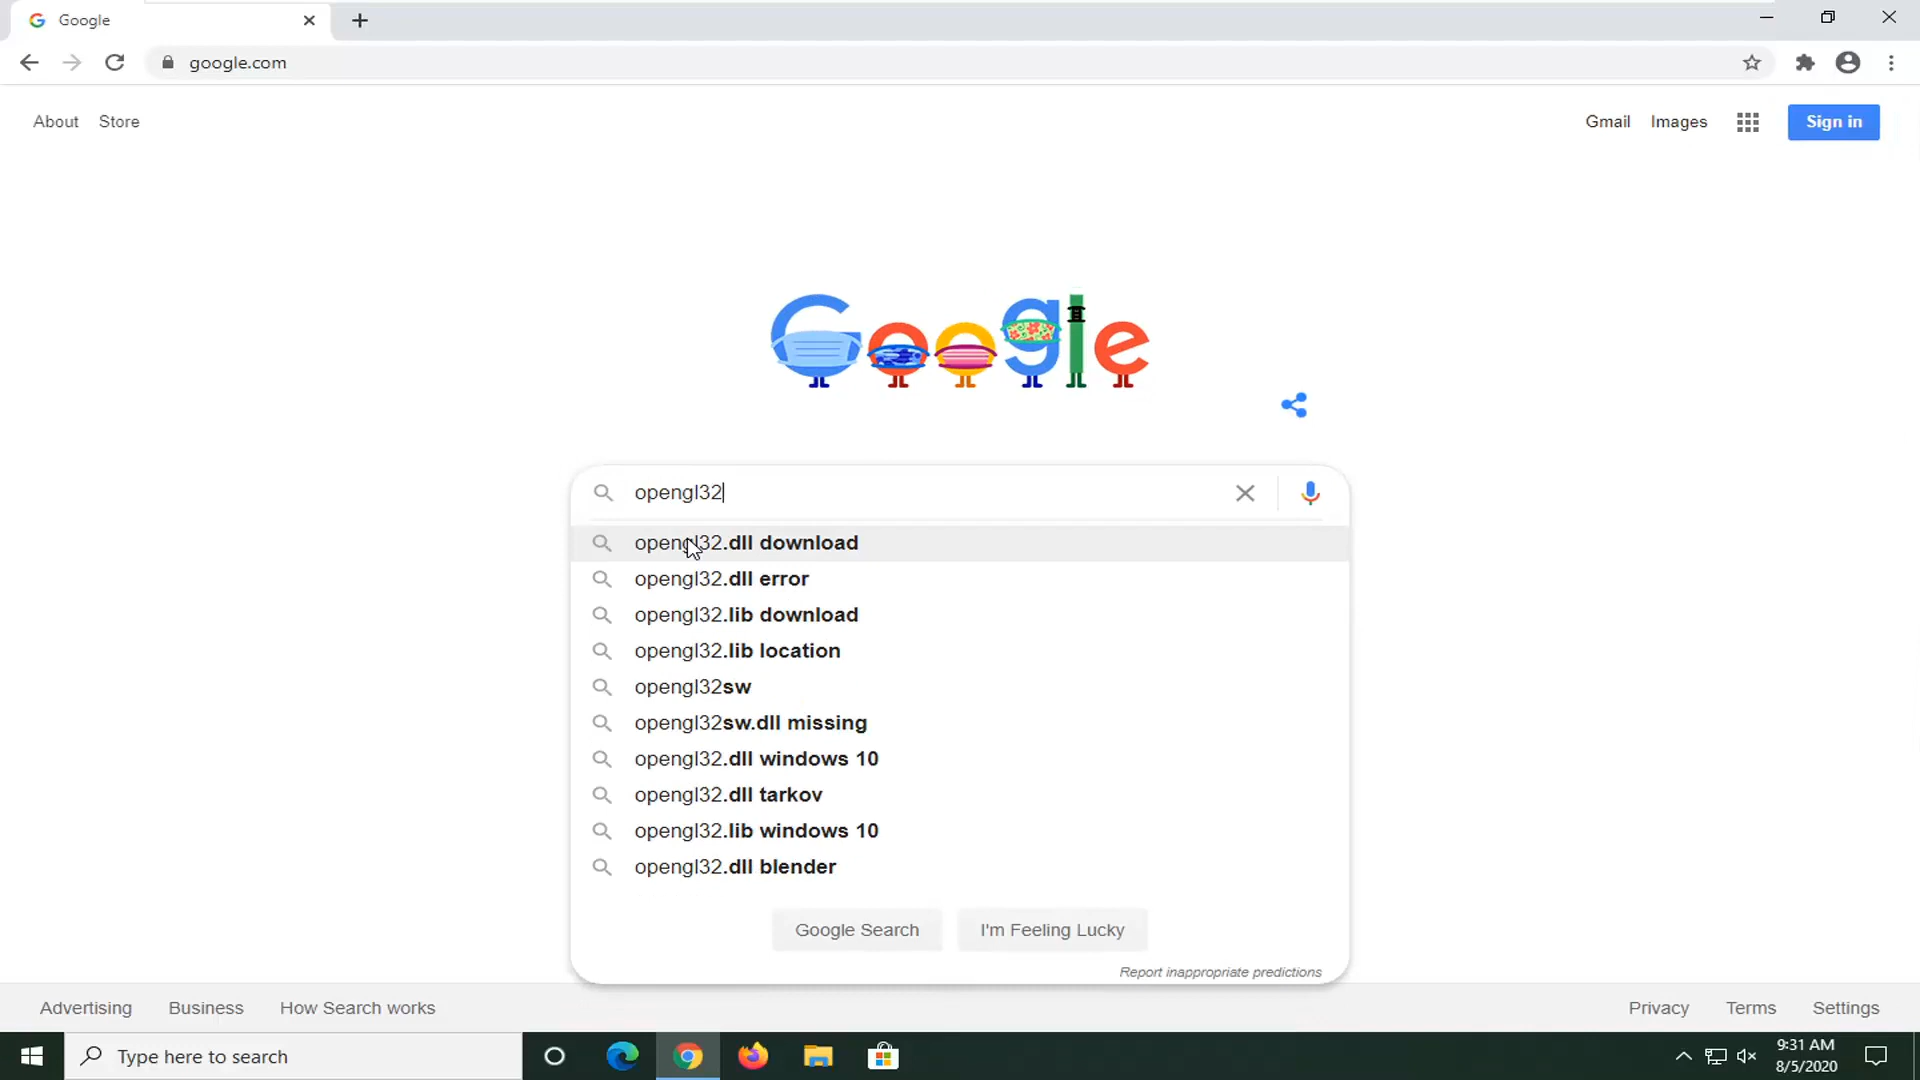 Google
google.com
About Store
Gmail Images Sign in
Google
opengl32
opengl32.dll download
opengl32.dll error
opengl32.lib download
opengl32.lib location
opengl32sw
opengl32sw.dll missing
opengl32.dll windows 10
opengl32.dll tarkov
opengl32.lib windows 10
opengl32.dll blender
Google Search I'm Feeling Lucky
Report inappropriate predictions
Advertising Business How Search works
Privacy Terms Settings
Type here to search
9:31 AM
8/5/2020